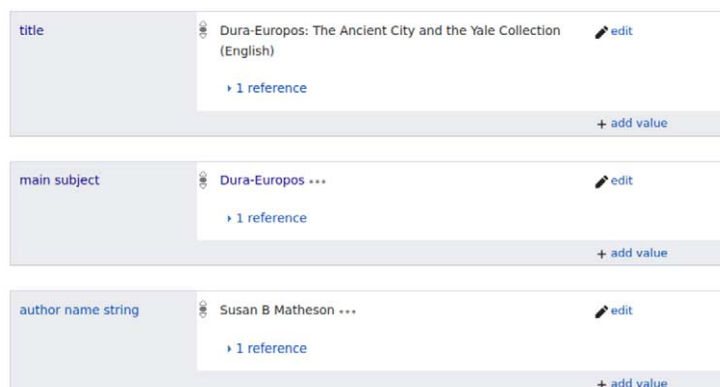 title
Dura-Europos: The Ancient City and the Yale Collection
(English)
edit
1 reference
+ add value
main subject
Dura-Europos •••
edit
1 reference
+ add value
author name string
Susan B Matheson •••
edit
1 reference
+ add value